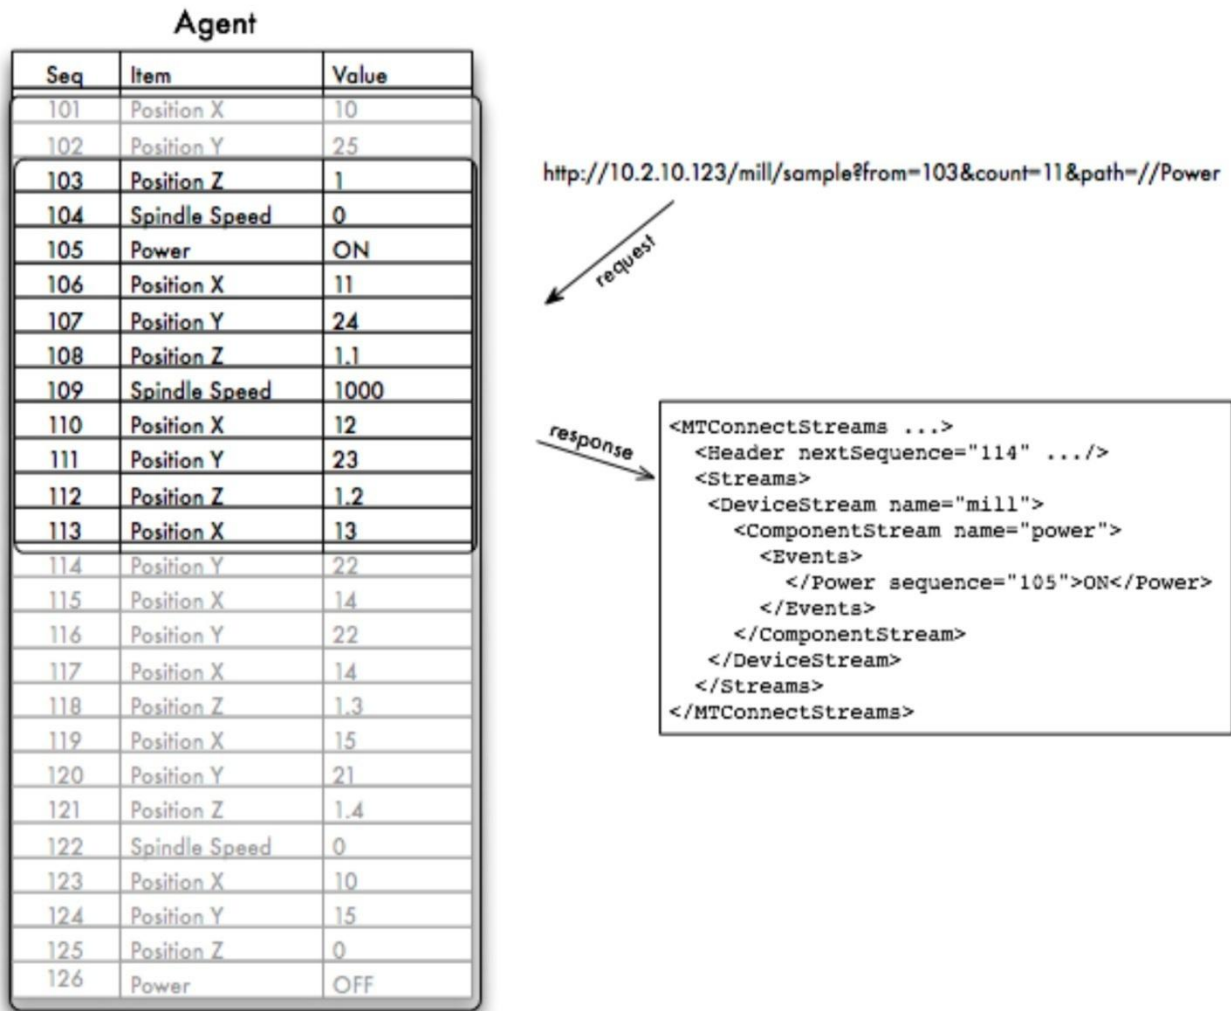 Agent
Seq Item Value
101 Position X 10
102 Position Y 25
103 Position Z 1
104 Spindle Speed 0
105 Power ON
106 Position X 11
107 Position Y 24
108 Position Z 1.1
109 Spindle Speed 1000
110 Position X 12
111 Position Y 23
112 Position Z 1.2
113 Position X 13
114 Position Y 22
115 Position X 14
116 Position Y 22
117 Position X 14
118 Position Z 1.3
119 Position X 15
120 Position Y 21
121 Position Z 1.4
122 Spindle Speed 0
123 Position X 10
124 Position Y 15
125 Position Z 0
126 Power OFF
http://10.2.10.123/mill/sample?from=103&count=11&path=//Power
request
response
<MTConnectStreams ...>
<Header nextSequence="114" .../>
<Streams>
<DeviceStream name="mill">
<ComponentStream name="power">
<Events>
</Power sequence="105">ON</Power>
</Events>
</ComponentStream>
</DeviceStream>
</Streams>
</MTConnectStreams>